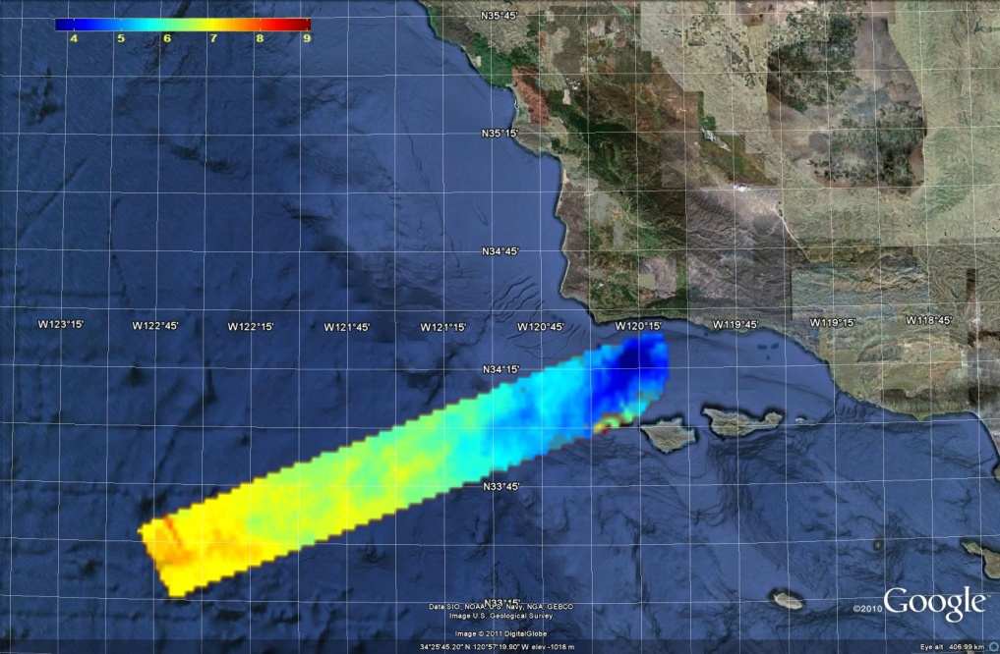 4 5 6 7 8 9
N35°45'
N35°15'
N34°45'
W123°15' W122°45' W122°15' W121°45' W121°15' W120°45' W120°15' W119°45' W119°15' W118°45'
N34°15'
N33°45'
N33°15'
Data SIO, NOAA, U.S. Navy, NGA, GEBCO
Image U.S. Geological Survey
©2010 Google™
Image © 2011 DigitalGlobe
34°25'45.20" N 120°57'19.90" W elev -1018 m
Eye alt 406.99 km